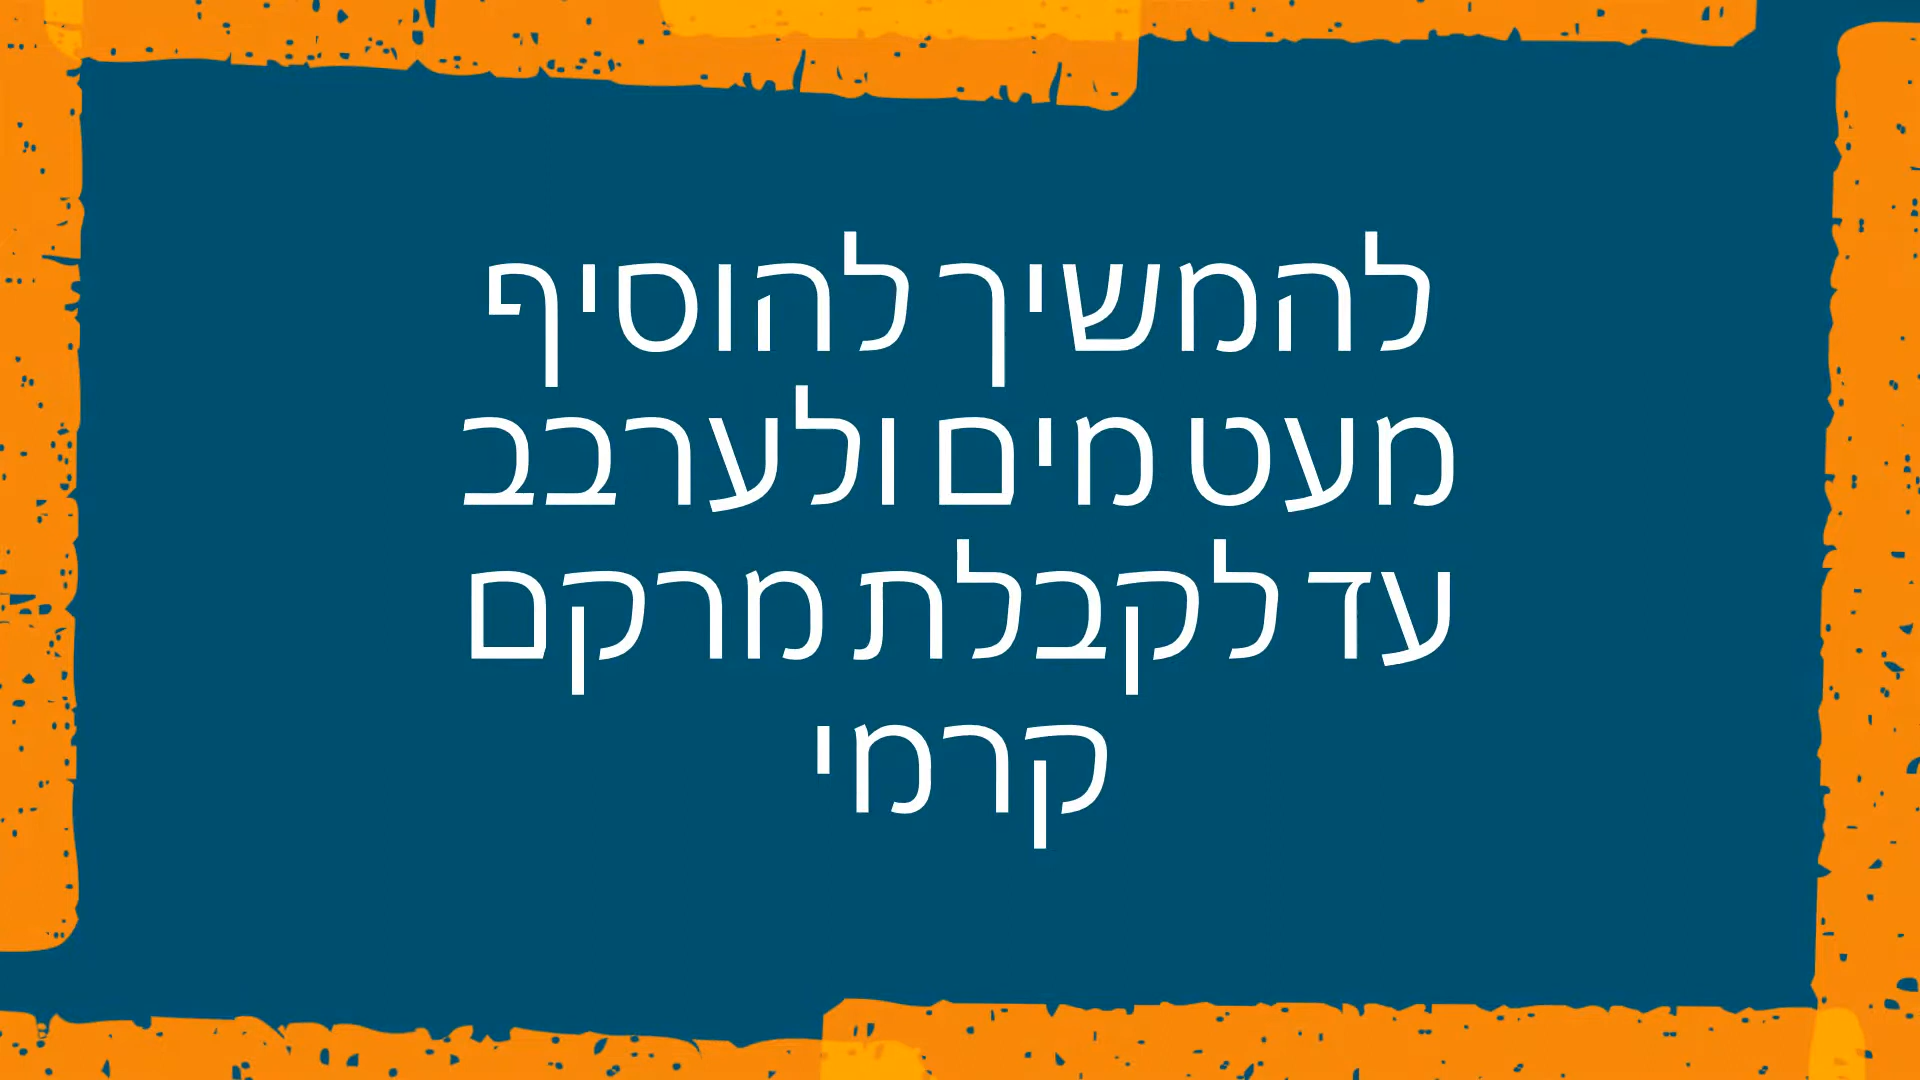 להמשיך להוסיף
מעט מים ולערבב
עד לקבלת מרקם
קרמי